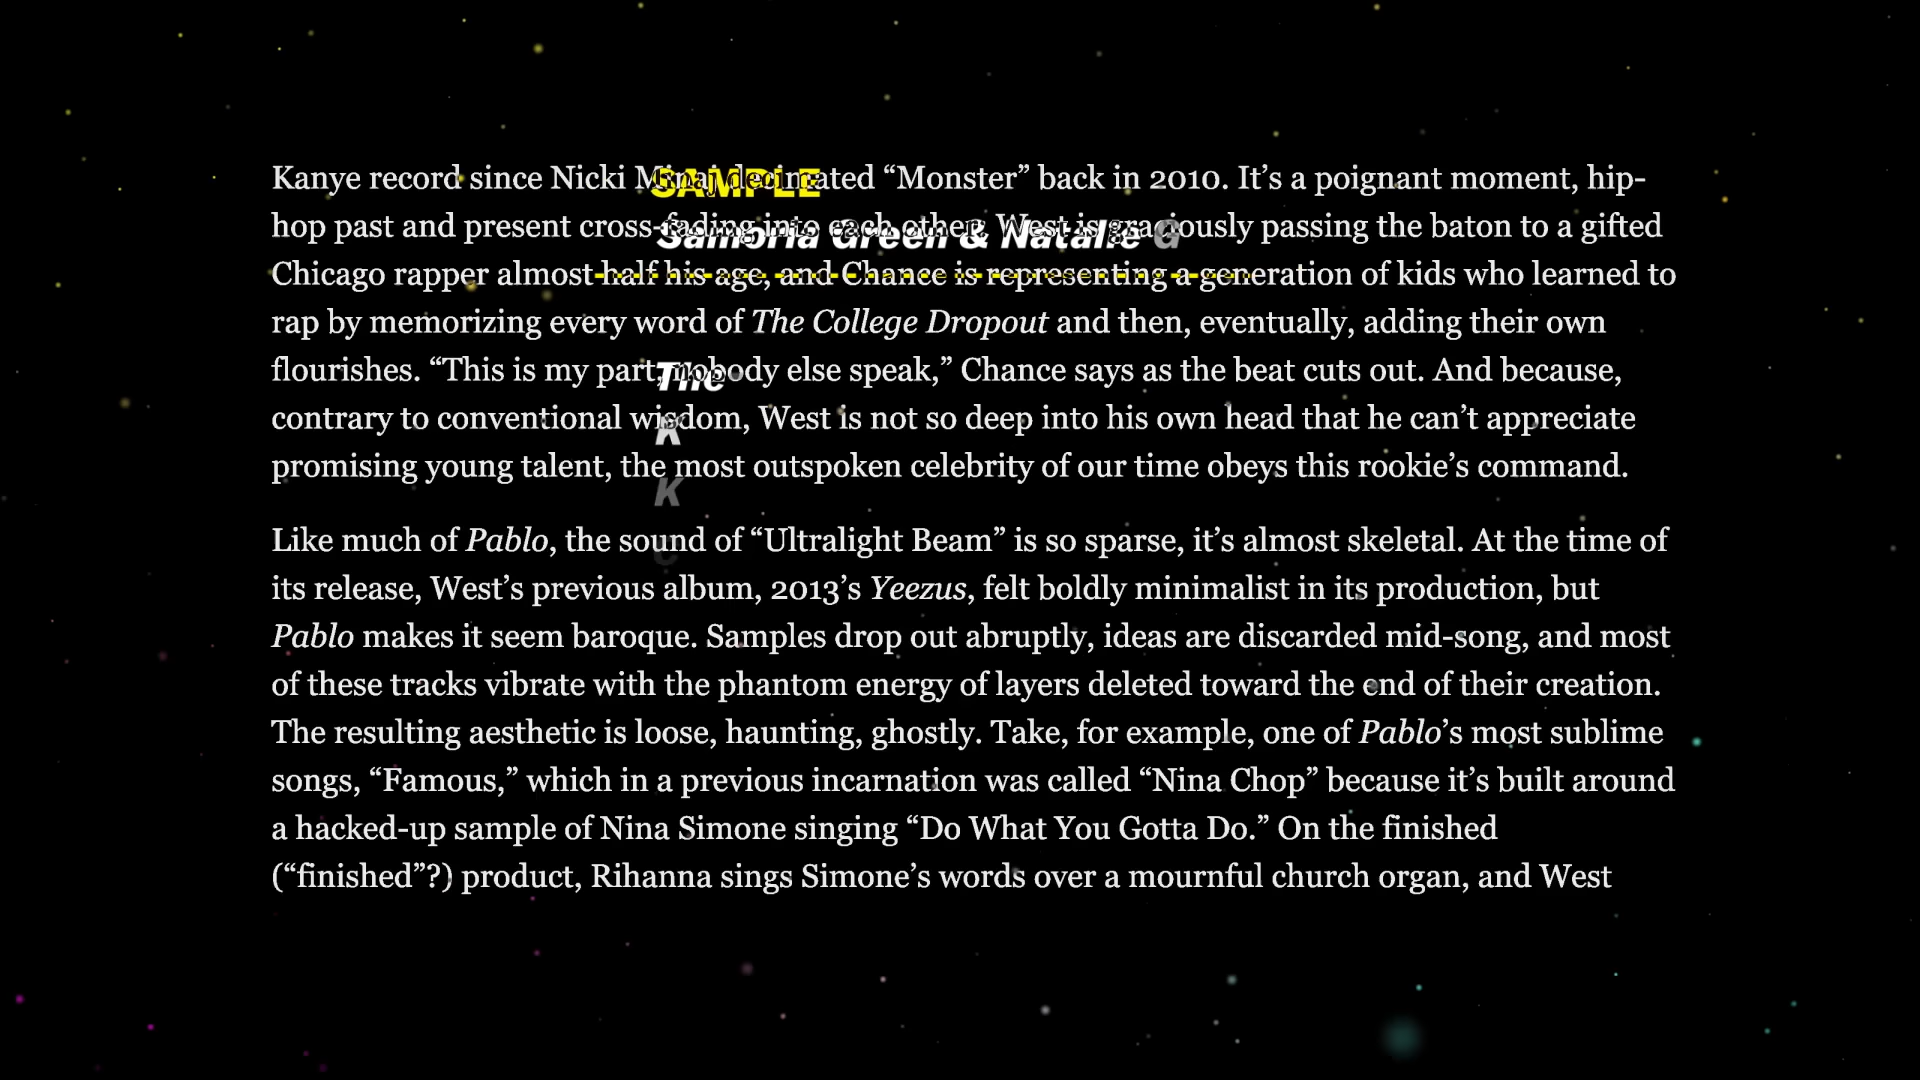 Kanye record since Nicki Minaj decimated “Monster” back in 2010. It’s a poignant moment, hip-
SAMPLE
hop past and present cross-fading into each other: West is graciously passing the baton to a gifted
Samoria Green & Natalie G
Chicago rapper almost half his age, and Chance is representing a generation of kids who learned to
rap by memorizing every word of The College Dropout and then, eventually, adding their own
flourishes. “This is my part, nobody else speak,” Chance says as the beat cuts out. And because,
The
contrary to conventional wisdom, West is not so deep into his own head that he can’t appreciate
R
promising young talent, the most outspoken celebrity of our time obeys this rookie’s command.
K
Like much of Pablo, the sound of “Ultralight Beam” is so sparse, it’s almost skeletal. At the time of
C
its release, West’s previous album, 2013’s Yeezus, felt boldly minimalist in its production, but
Pablo makes it seem baroque. Samples drop out abruptly, ideas are discarded mid-song, and most
of these tracks vibrate with the phantom energy of layers deleted toward the end of their creation.
The resulting aesthetic is loose, haunting, ghostly. Take, for example, one of Pablo’s most sublime
songs, “Famous,” which in a previous incarnation was called “Nina Chop” because it’s built around
a hacked-up sample of Nina Simone singing “Do What You Gotta Do.” On the finished
(“finished”?) product, Rihanna sings Simone’s words over a mournful church organ, and West